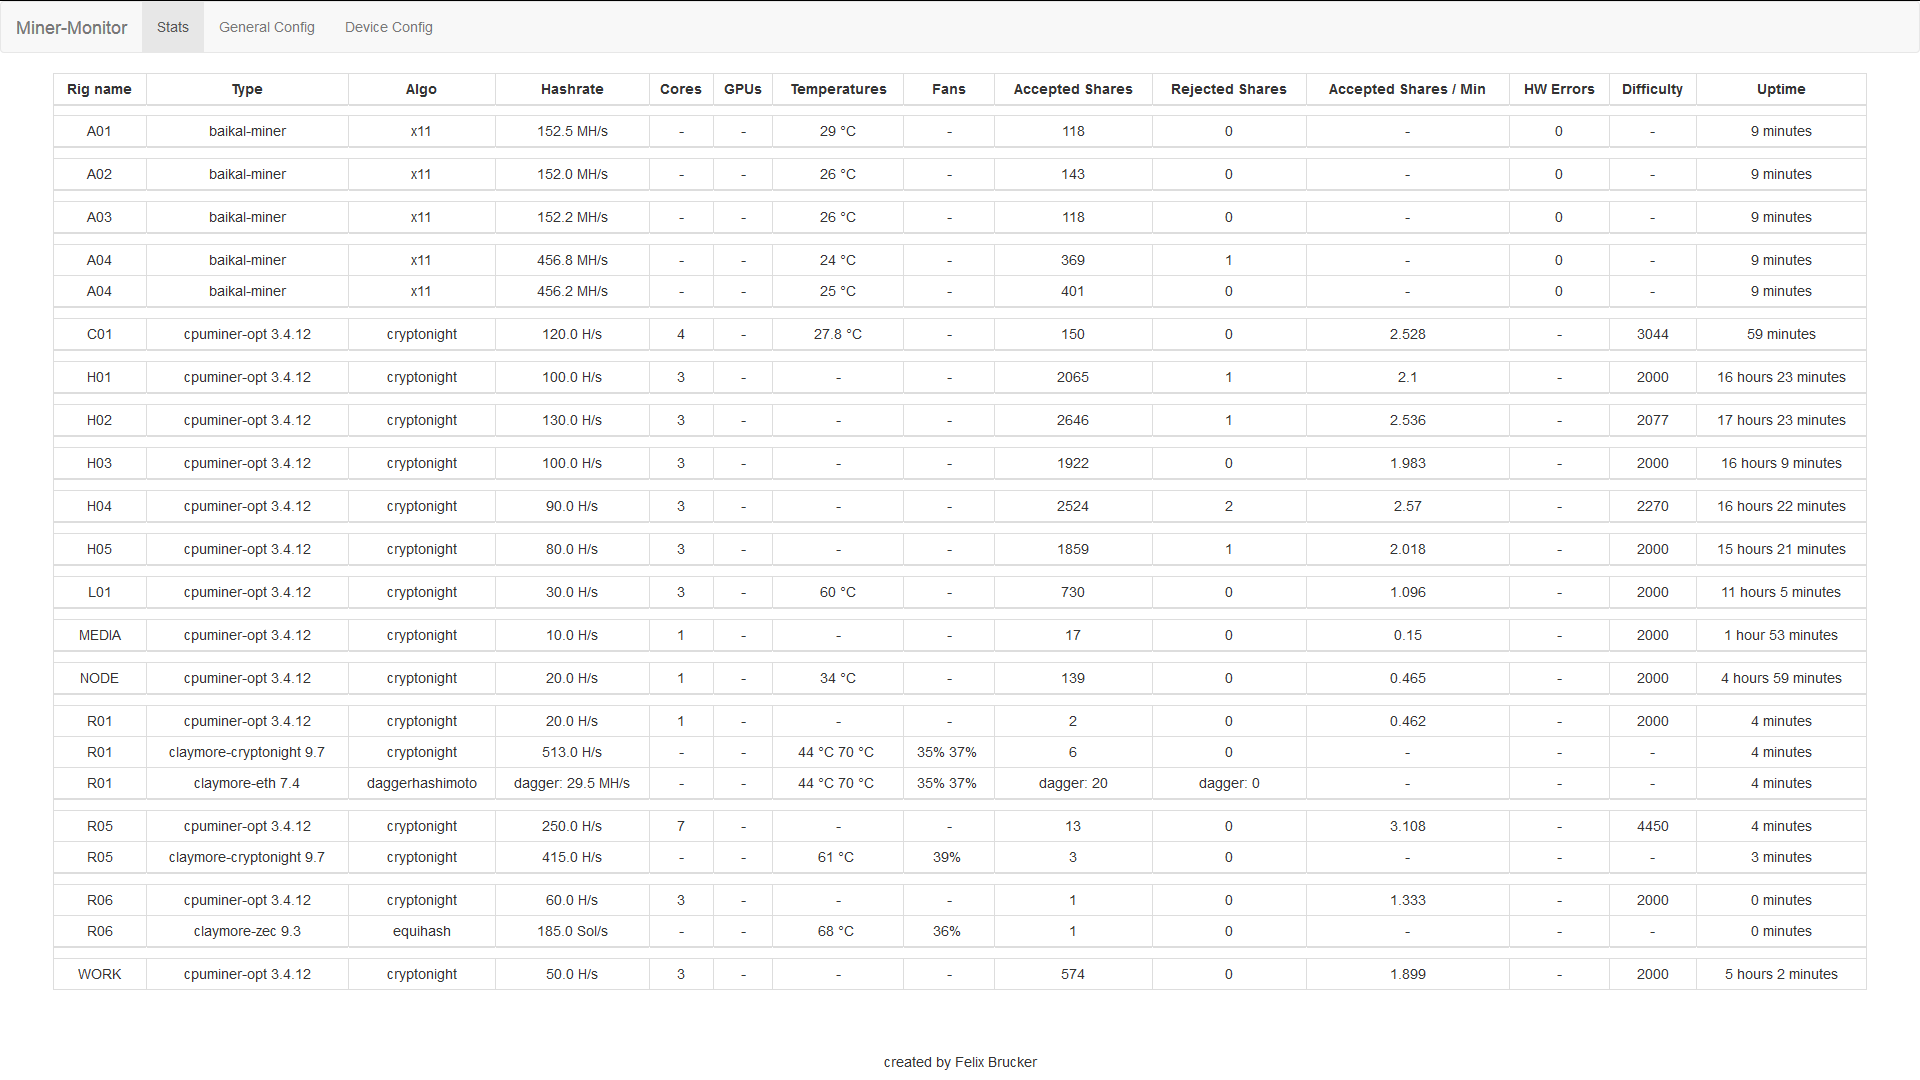 Miner-Monitor Stats General Config Device Config
Rig name Type Algo Hashrate Cores GPUs Temperatures Fans Accepted Shares Rejected Shares Accepted Shares / Min HW Errors Difficulty Uptime
A01 baikal-miner x11 152.5 MH/s - - 29 °C - 118 0 - 0 - 9 minutes
A02 baikal-miner x11 152.0 MH/s - - 26 °C - 143 0 - 0 - 9 minutes
A03 baikal-miner x11 152.2 MH/s - - 26 °C - 118 0 - 0 - 9 minutes
A04 baikal-miner x11 456.8 MH/s - - 24 °C - 369 1 - 0 - 9 minutes
A04 baikal-miner x11 456.2 MH/s - - 25 °C - 401 0 - 0 - 9 minutes
C01 cpuminer-opt 3.4.12 cryptonight 120.0 H/s 4 - 27.8 °C - 150 0 2.528 - 3044 59 minutes
H01 cpuminer-opt 3.4.12 cryptonight 100.0 H/s 3 - - - 2065 1 2.1 - 2000 16 hours 23 minutes
H02 cpuminer-opt 3.4.12 cryptonight 130.0 H/s 3 - - - 2646 1 2.536 - 2077 17 hours 23 minutes
H03 cpuminer-opt 3.4.12 cryptonight 100.0 H/s 3 - - - 1922 0 1.983 - 2000 16 hours 9 minutes
H04 cpuminer-opt 3.4.12 cryptonight 90.0 H/s 3 - - - 2524 2 2.57 - 2270 16 hours 22 minutes
H05 cpuminer-opt 3.4.12 cryptonight 80.0 H/s 3 - - - 1859 1 2.018 - 2000 15 hours 21 minutes
L01 cpuminer-opt 3.4.12 cryptonight 30.0 H/s 3 - 60 °C - 730 0 1.096 - 2000 11 hours 5 minutes
MEDIA cpuminer-opt 3.4.12 cryptonight 10.0 H/s 1 - - - 17 0 0.15 - 2000 1 hour 53 minutes
NODE cpuminer-opt 3.4.12 cryptonight 20.0 H/s 1 - 34 °C - 139 0 0.465 - 2000 4 hours 59 minutes
R01 cpuminer-opt 3.4.12 cryptonight 20.0 H/s 1 - - - 2 0 0.462 - 2000 4 minutes
R01 claymore-cryptonight 9.7 cryptonight 513.0 H/s - - 44 °C 70 °C 35% 37% 6 0 - - - 4 minutes
R01 claymore-eth 7.4 daggerhashimoto dagger: 29.5 MH/s - - 44 °C 70 °C 35% 37% dagger: 20 dagger: 0 - - - 4 minutes
R05 cpuminer-opt 3.4.12 cryptonight 250.0 H/s 7 - - - 13 0 3.108 - 4450 4 minutes
R05 claymore-cryptonight 9.7 cryptonight 415.0 H/s - - 61 °C 39% 3 0 - - - 3 minutes
R06 cpuminer-opt 3.4.12 cryptonight 60.0 H/s 3 - - - 1 0 1.333 - 2000 0 minutes
R06 claymore-zec 9.3 equihash 185.0 Sol/s - - 68 °C 36% 1 0 - - - 0 minutes
WORK cpuminer-opt 3.4.12 cryptonight 50.0 H/s 3 - - - 574 0 1.899 - 2000 5 hours 2 minutes
created by Felix Brucker